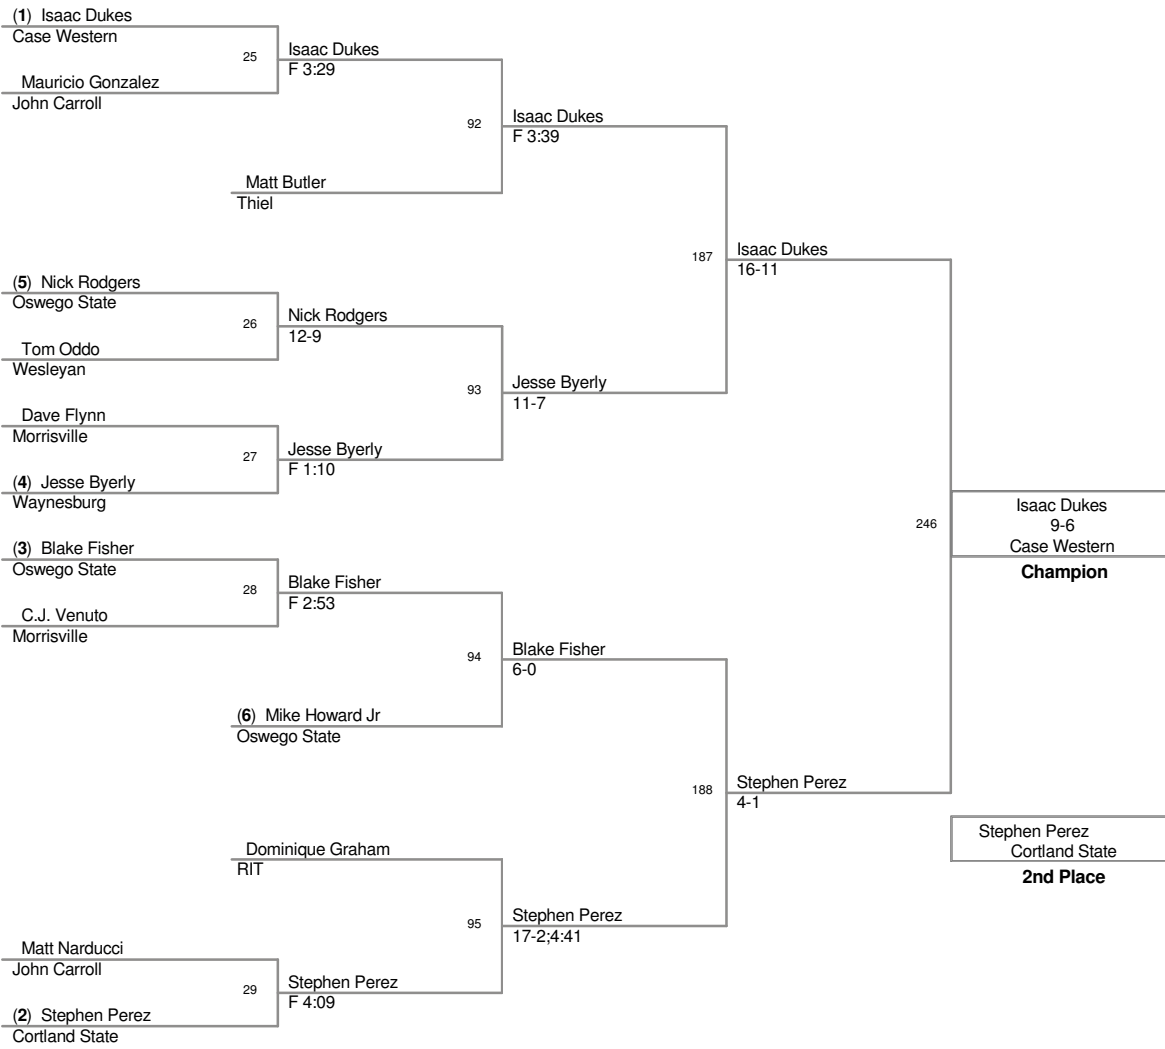 (1) Isaac Dukes
Case Western
25
Isaac Dukes
F 3:29
Mauricio Gonzalez
John Carroll
92
Isaac Dukes
F 3:39
Matt Butler
Thiel
187
Isaac Dukes
16-11
(5) Nick Rodgers
Oswego State
26
Nick Rodgers
12-9
Tom Oddo
Wesleyan
93
Jesse Byerly
11-7
Dave Flynn
Morrisville
27
Jesse Byerly
F 1:10
(4) Jesse Byerly
Waynesburg
246
Isaac Dukes
9-6
Case Western
Champion
(3) Blake Fisher
Oswego State
28
Blake Fisher
F 2:53
C.J. Venuto
Morrisville
94
Blake Fisher
6-0
(6) Mike Howard Jr
Oswego State
188
Stephen Perez
4-1
Stephen Perez
Cortland State
2nd Place
Dominique Graham
RIT
95
Stephen Perez
17-2;4:41
Matt Narducci
John Carroll
29
Stephen Perez
F 4:09
(2) Stephen Perez
Cortland State